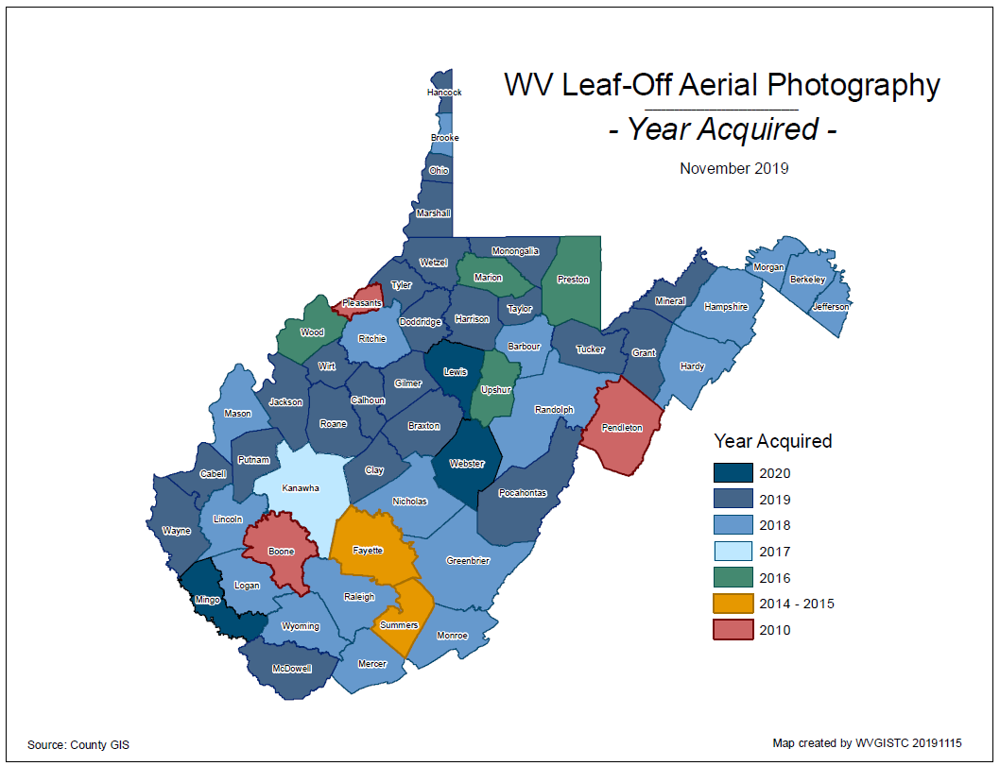 WV Leaf-Off Aerial Photography
- Year Acquired -
November 2019
Hancock
Brooke
Ohio
Marshall
Wetzel
Monongalia
Marion
Preston
Tyler
Pleasants
Doddridge
Harrison
Taylor
Wood
Ritchie
Barbour
Tucker
Mineral
Hampshire
Morgan
Berkeley
Jefferson
Grant
Hardy
Wirt
Gilmer
Lewis
Upshur
Jackson
Calhoun
Roane
Braxton
Randolph
Pendleton
Mason
Putnam
Cabell
Clay
Webster
Kanawha
Nicholas
Pocahontas
Wayne
Lincoln
Boone
Fayette
Greenbrier
Mingo
Logan
Raleigh
Wyoming
Summers
Monroe
McDowell
Mercer
Year Acquired
2020
2019
2018
2017
2016
2014 - 2015
2010
Source: County GIS
Map created by WVGISTC 20191115